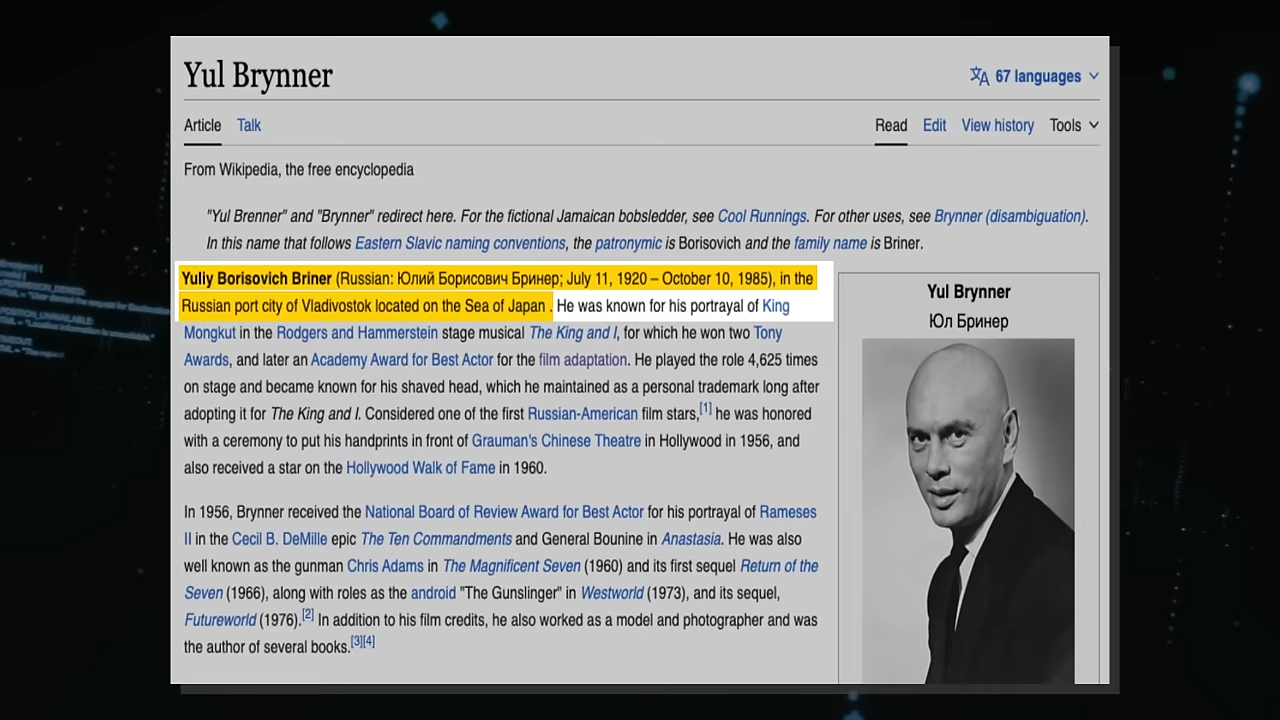 Yul Brynner
67 languages
Article Talk
Read Edit View history Tools
From Wikipedia, the free encyclopedia
"Yul Brenner" and "Brynner" redirect here. For the fictional Jamaican bobsledder, see Cool Runnings. For other uses, see Brynner (disambiguation).
In this name that follows Eastern Slavic naming conventions, the patronymic is Borisovich and the family name is Briner.
Yuliy Borisovich Briner (Russian: Юлий Борисович Бринер; July 11, 1920 – October 10, 1985), in the
Russian port city of Vladivostok located on the Sea of Japan . He was known for his portrayal of King
Mongkut in the Rodgers and Hammerstein stage musical The King and I, for which he won two Tony
Awards, and later an Academy Award for Best Actor for the film adaptation. He played the role 4,625 times
on stage and became known for his shaved head, which he maintained as a personal trademark long after
adopting it for The King and I. Considered one of the first Russian-American film stars,[1] he was honored
with a ceremony to put his handprints in front of Grauman's Chinese Theatre in Hollywood in 1956, and
also received a star on the Hollywood Walk of Fame in 1960.
In 1956, Brynner received the National Board of Review Award for Best Actor for his portrayal of Rameses
II in the Cecil B. DeMille epic The Ten Commandments and General Bounine in Anastasia. He was also
well known as the gunman Chris Adams in The Magnificent Seven (1960) and its first sequel Return of the
Seven (1966), along with roles as the android "The Gunslinger" in Westworld (1973), and its sequel,
Futureworld (1976).[2] In addition to his film credits, he also worked as a model and photographer and was
the author of several books.[3][4]
Yul Brynner
Юл Бринер